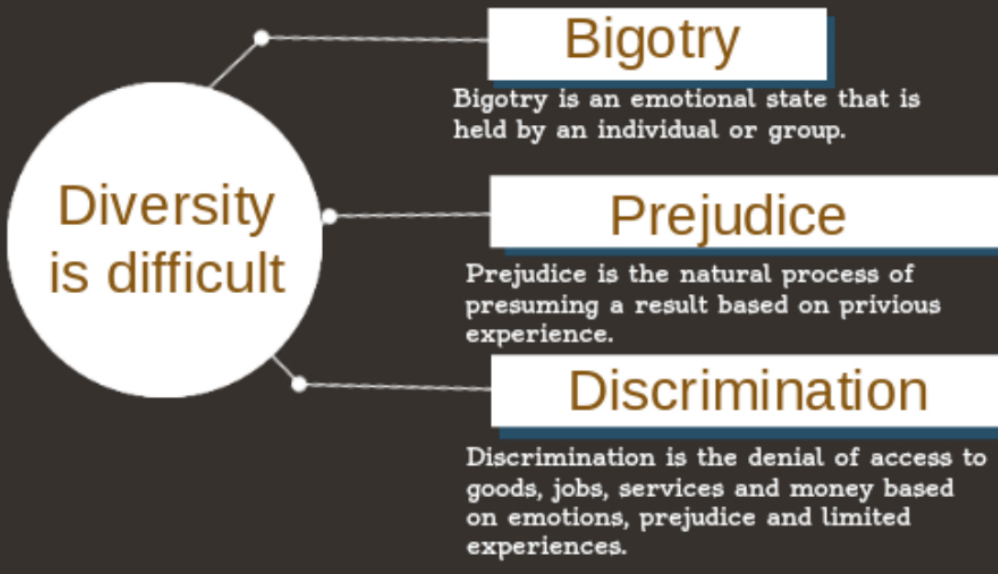 Diversity
is difficult
Bigotry
Bigotry is an emotional state that is
held by an individual or group.
Prejudice
Prejudice is the natural process of
presuming a result based on privious
experience.
Discrimination
Discrimination is the denial of access to
goods, jobs, services and money based
on emotions, prejudice and limited
experiences.